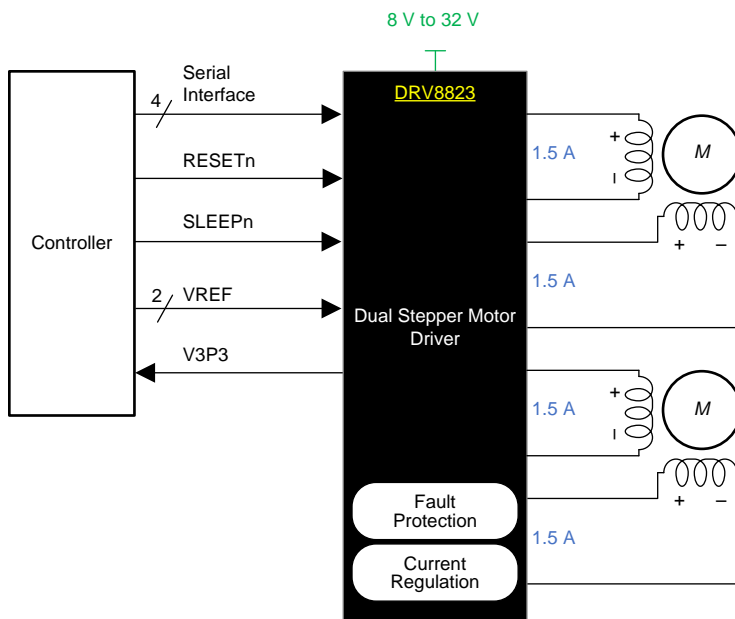 8 V to 32 V
Controller
4
Serial
Interface
RESETn
SLEEPn
2
VREF
V3P3
DRV8823
Dual Stepper Motor
Driver
Fault
Protection
Current
Regulation
1.5 A
+
–
M
+ –
1.5 A
1.5 A
+
–
M
+ –
1.5 A